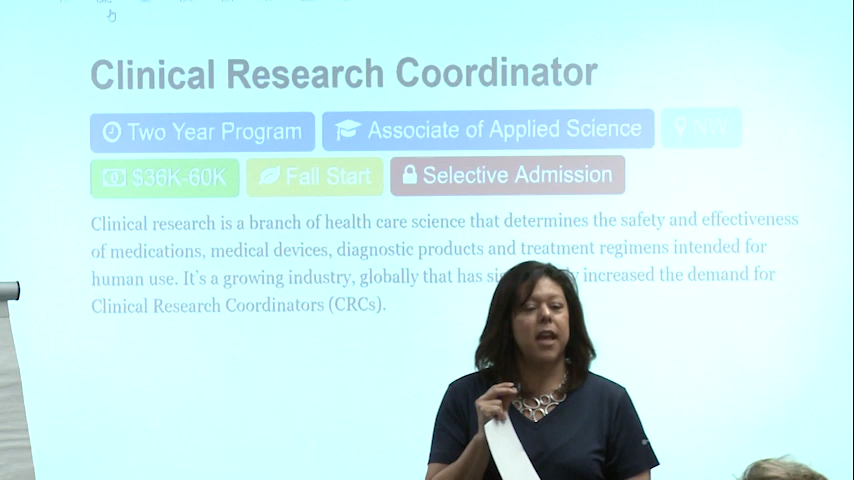 Clinical Research Coordinator
Two Year Program Associate of Applied Science NW
$36K-60K Fall Start Selective Admission
Clinical research is a branch of health care science that determines the safety and effectiveness
of medications, medical devices, diagnostic products and treatment regimens intended for
human use. It's a growing industry, globally that has increased the demand for
Clinical Research Coordinators (CRCs).